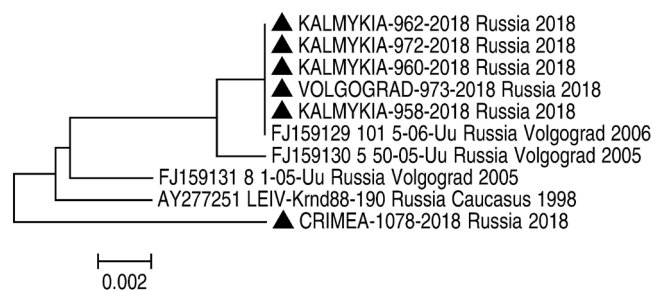 KALMYKIA-962-2018 Russia 2018
KALMYKIA-972-2018 Russia 2018
KALMYKIA-960-2018 Russia 2018
VOLGOGRAD-973-2018 Russia 2018
KALMYKIA-958-2018 Russia 2018
FJ159129 101 5-06-Uu Russia Volgograd 2006
FJ159130 5 50-05-Uu Russia Volgograd 2005
FJ159131 8 1-05-Uu Russia Volgograd 2005
AY277251 LEIV-Krnd88-190 Russia Caucasus 1998
CRIMEA-1078-2018 Russia 2018
0.002